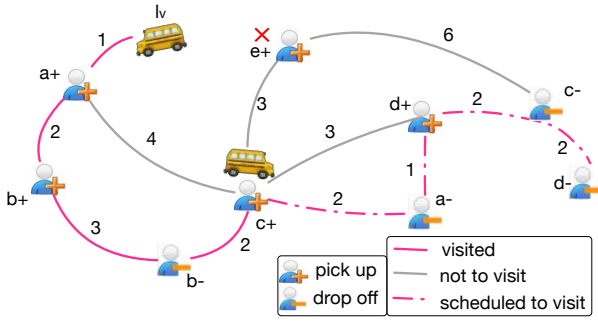 lv
1
6
e+
a+
c-
d+
2
3
3
2
4
2
1
b+
d-
2
a-
c+
3
2
b-
pick up
drop off
visited
not to visit
scheduled to visit